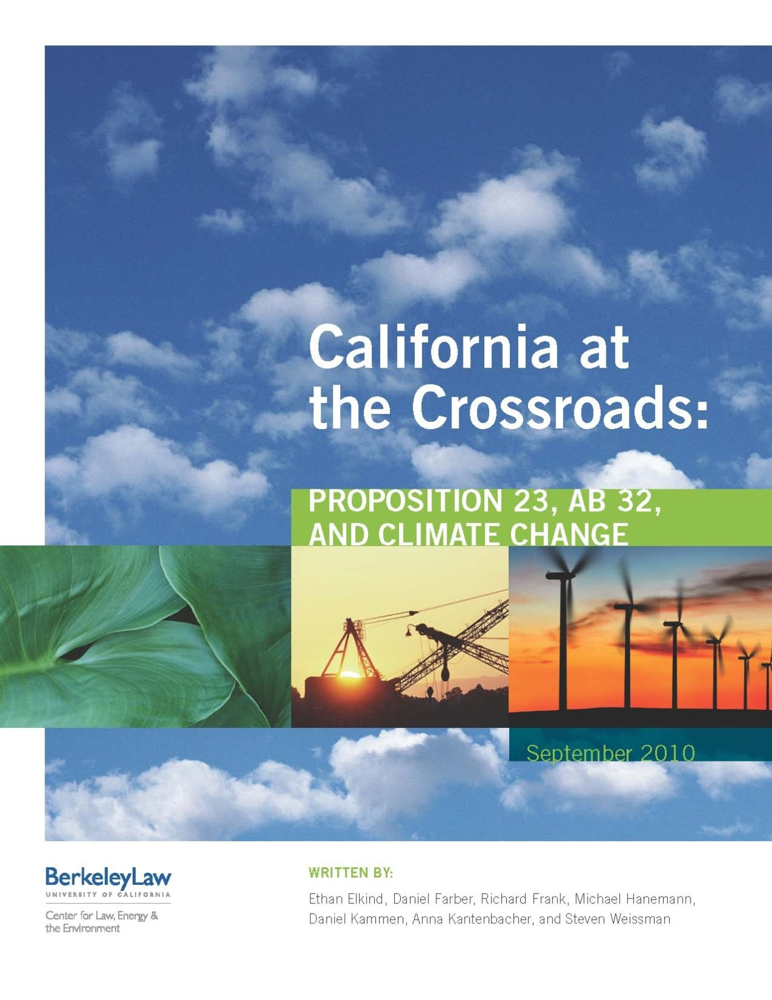 California at
the Crossroads:
PROPOSITION 23, AB 32,
AND CLIMATE CHANGE
September 2010
BerkeleyLaw
UNIVERSITY OF CALIFORNIA
Center for Law, Energy &
the Environment
WRITTEN BY:
Ethan Elkind, Daniel Farber, Richard Frank, Michael Hanemann,
Daniel Kammen, Anna Kantenbacher, and Steven Weissman